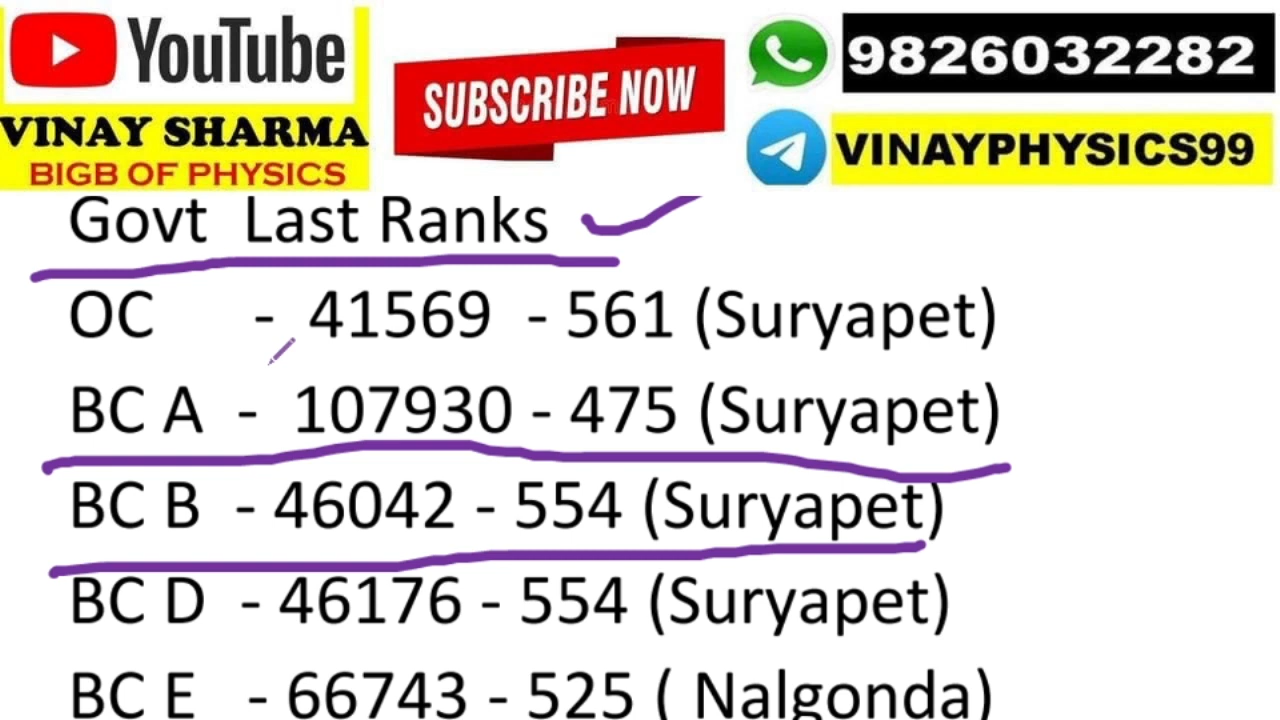 YouTube
VINAY SHARMA
BIGB OF PHYSICS
SUBSCRIBE NOW
9826032282
VINAYPHYSICS99
Govt Last Ranks
OC - 41569 - 561 (Suryapet)
BC A - 107930 - 475 (Suryapet)
BC B - 46042 - 554 (Suryapet)
BC D - 46176 - 554 (Suryapet)
BC E - 66743 - 525 ( Nalgonda)